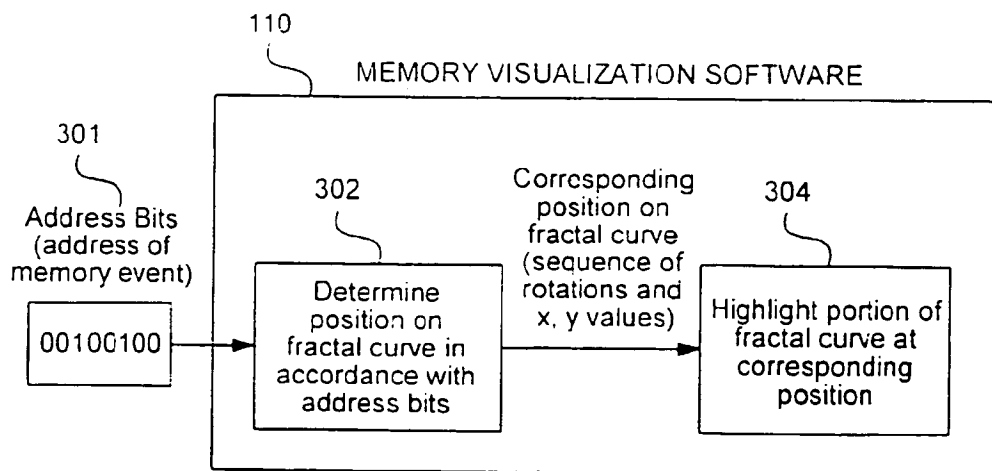 110
MEMORY VISUALIZATION SOFTWARE
301
Address Bits
(address of
memory event)
00100100
302
Determine
position on
fractal curve in
accordance with
address bits
Corresponding
position on
fractal curve
(sequence of
rotations and
x, y values)
304
Highlight portion of
fractal curve at
corresponding
position